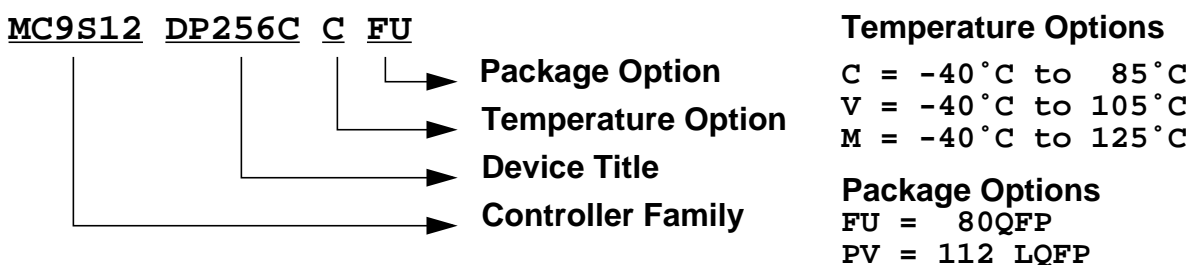 MC9S12 DP256C C FU
Package Option
Temperature Option
Device Title
Controller Family
Temperature Options
C = -40˚C to 85˚C
V = -40˚C to 105˚C
M = -40˚C to 125˚C
Package Options
FU = 80QFP
PV = 112 LQFP